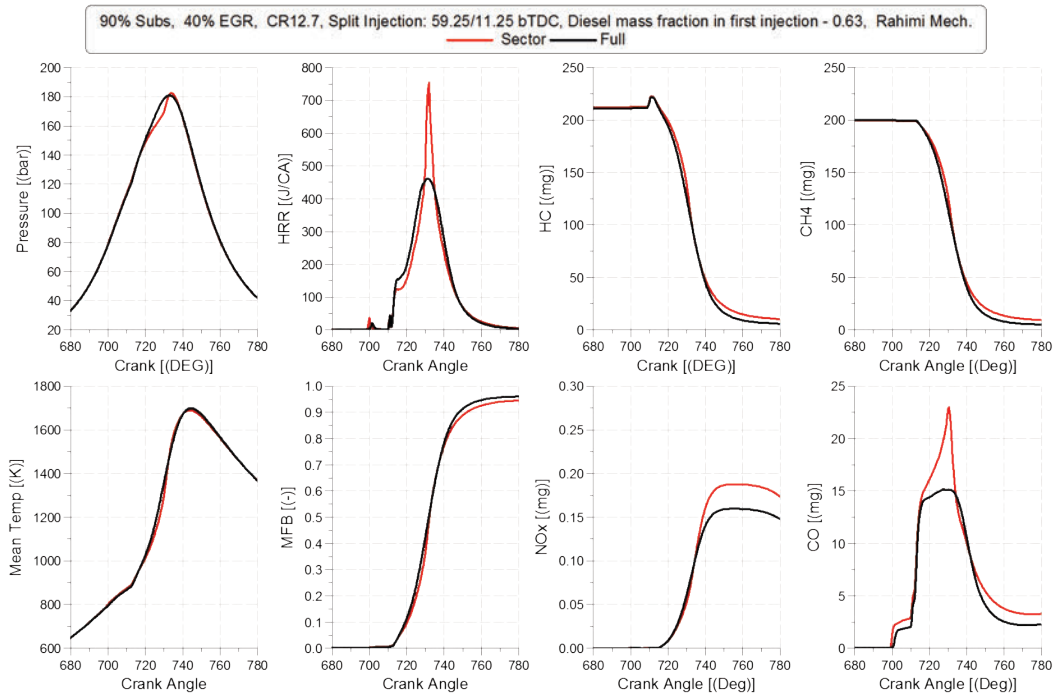 90% Subs, 40% EGR, CR12.7, Split Injection: 59.25/11.25 bTDC, Diesel mass fraction in first injection - 0.63, Rahimi Mech.
Sector Full
200
180
160
140
120
100
80
60
40
20
Pressure [(bar)]
680 700 720 740 760 780
Crank [(DEG)]
800
700
600
500
400
300
200
100
0
HRR [(J/CA)]
680 700 720 740 760 780
Crank Angle
250
200
150
100
50
0
HC [(mg)]
680 700 720 740 760 780
Crank [(DEG)]
250
200
150
100
50
0
CH4 [(mg)]
680 700 720 740 760 780
Crank Angle [(Deg)]
1800
1600
1400
1200
1000
800
600
Mean Temp [(K)]
680 700 720 740 760 780
Crank Angle
1.0
0.9
0.8
0.7
0.6
0.5
0.4
0.3
0.2
0.1
0.0
MFB [(-)]
680 700 720 740 760 780
Crank Angle
0.30
0.25
0.20
0.15
0.10
0.05
0.00
NOx [(mg)]
680 700 720 740 760 780
Crank Angle [(Deg)]
25
20
15
10
5
0
CO [(mg)]
680 700 720 740 760 780
Crank Angle [(Deg)]